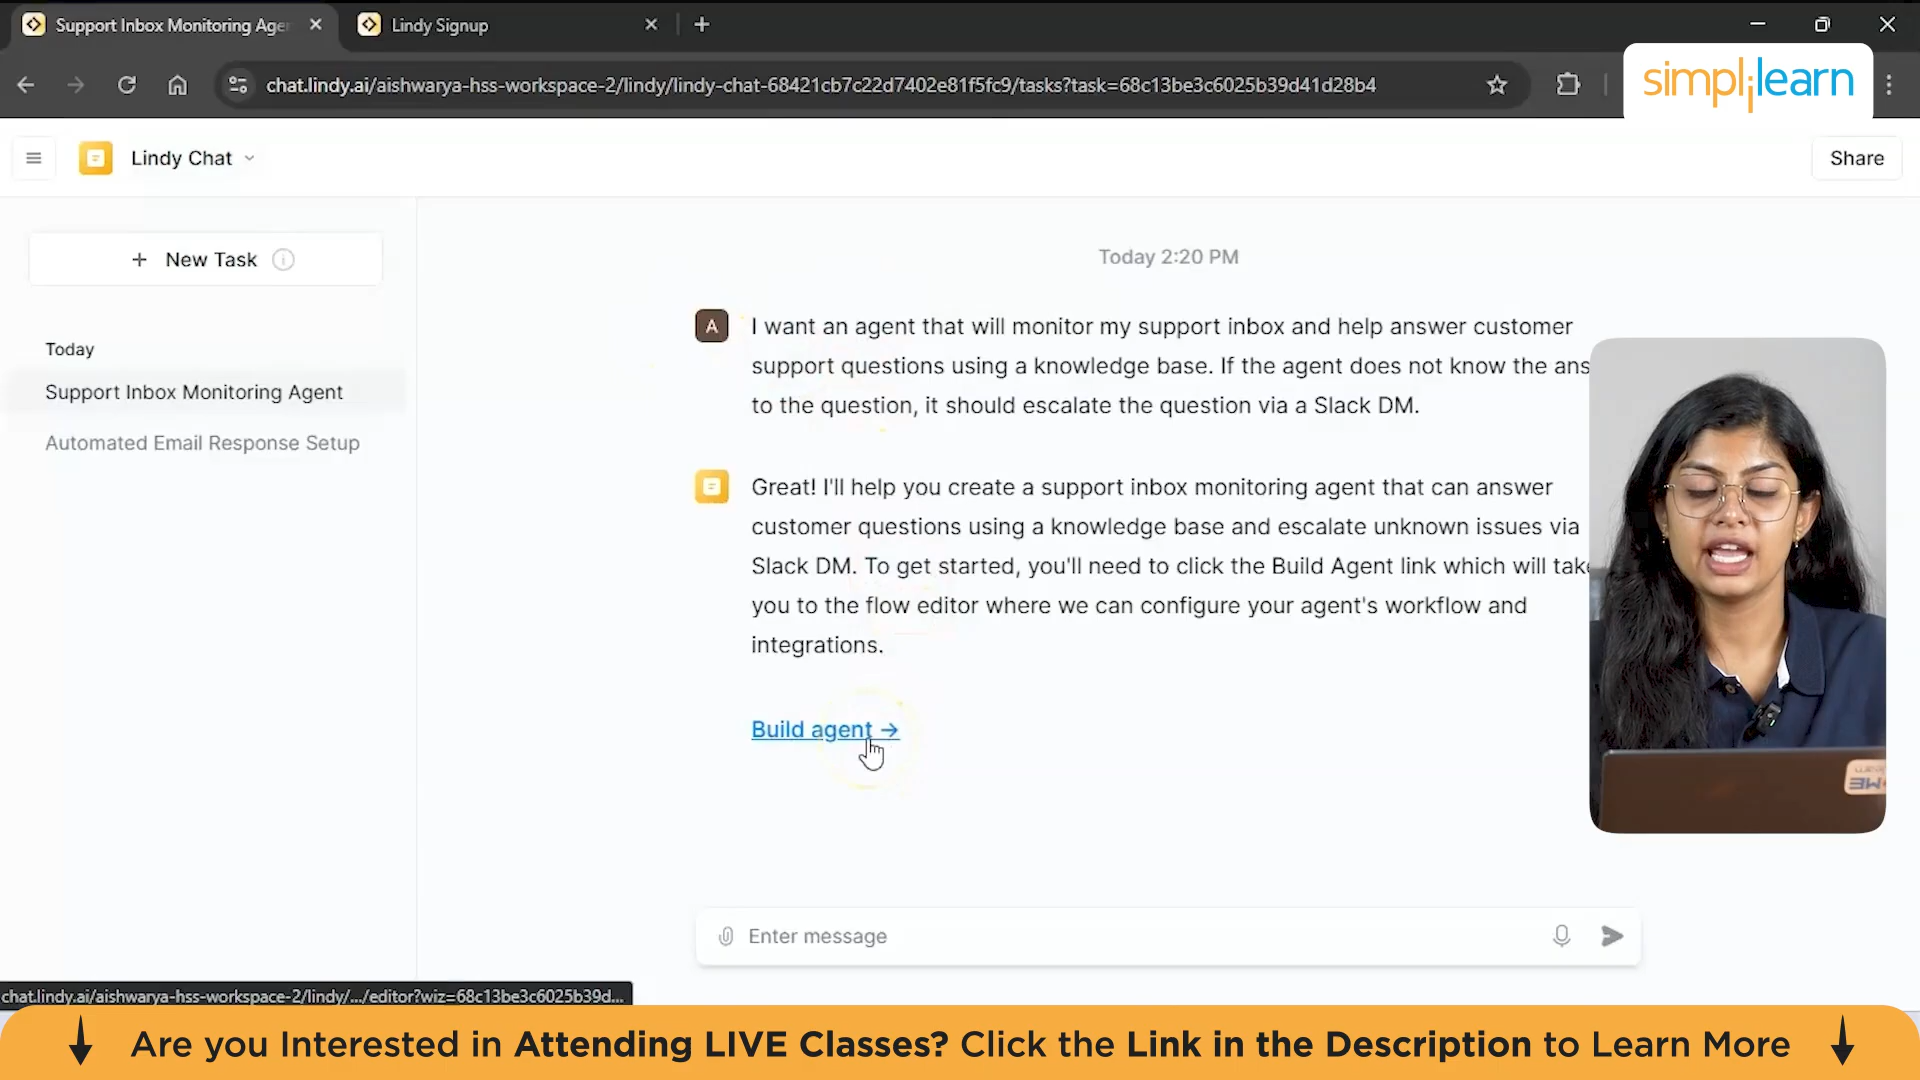 Support Inbox Monitoring Age
Lindy Signup
chat.lindy.ai/aishwarya-hss-workspace-2/lindy/lindy-chat-68421cb7c22d7402e81f5fc9/tasks?task=68c13be3c6025b39d41d28b4
simplilearn
Lindy Chat
Share
+ New Task
Today
Support Inbox Monitoring Agent
Automated Email Response Setup
Today 2:20 PM
A
I want an agent that will monitor my support inbox and help answer customer
support questions using a knowledge base. If the agent does not know the ans
to the question, it should escalate the question via a Slack DM.
Great! I'll help you create a support inbox monitoring agent that can answer
customer questions using a knowledge base and escalate unknown issues via
Slack DM. To get started, you'll need to click the Build Agent link which will take
you to the flow editor where we can configure your agent's workflow and
integrations.
Build agent →
Enter message
chat.lindy.ai/aishwarya-hss-workspace-2/lindy/.../editor?wiz=68c13be3c6025b39d...
Are you Interested in Attending LIVE Classes? Click the Link in the Description to Learn More